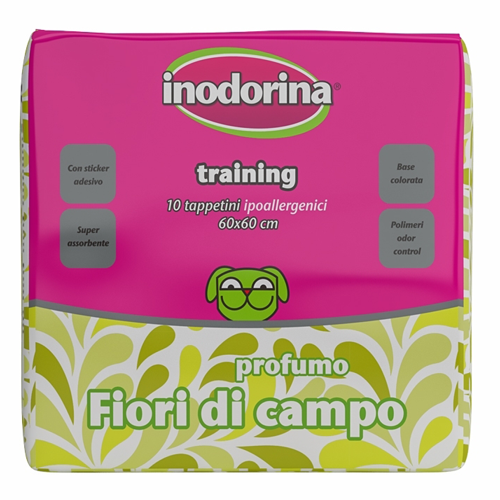 inodorina®
training
10 tappetini ipoallergenici
60x60 cm
Con sticker
adesivo
Super
assorbente
Base
colorata
Polimeri
odor
control
profumo
Fiori di campo